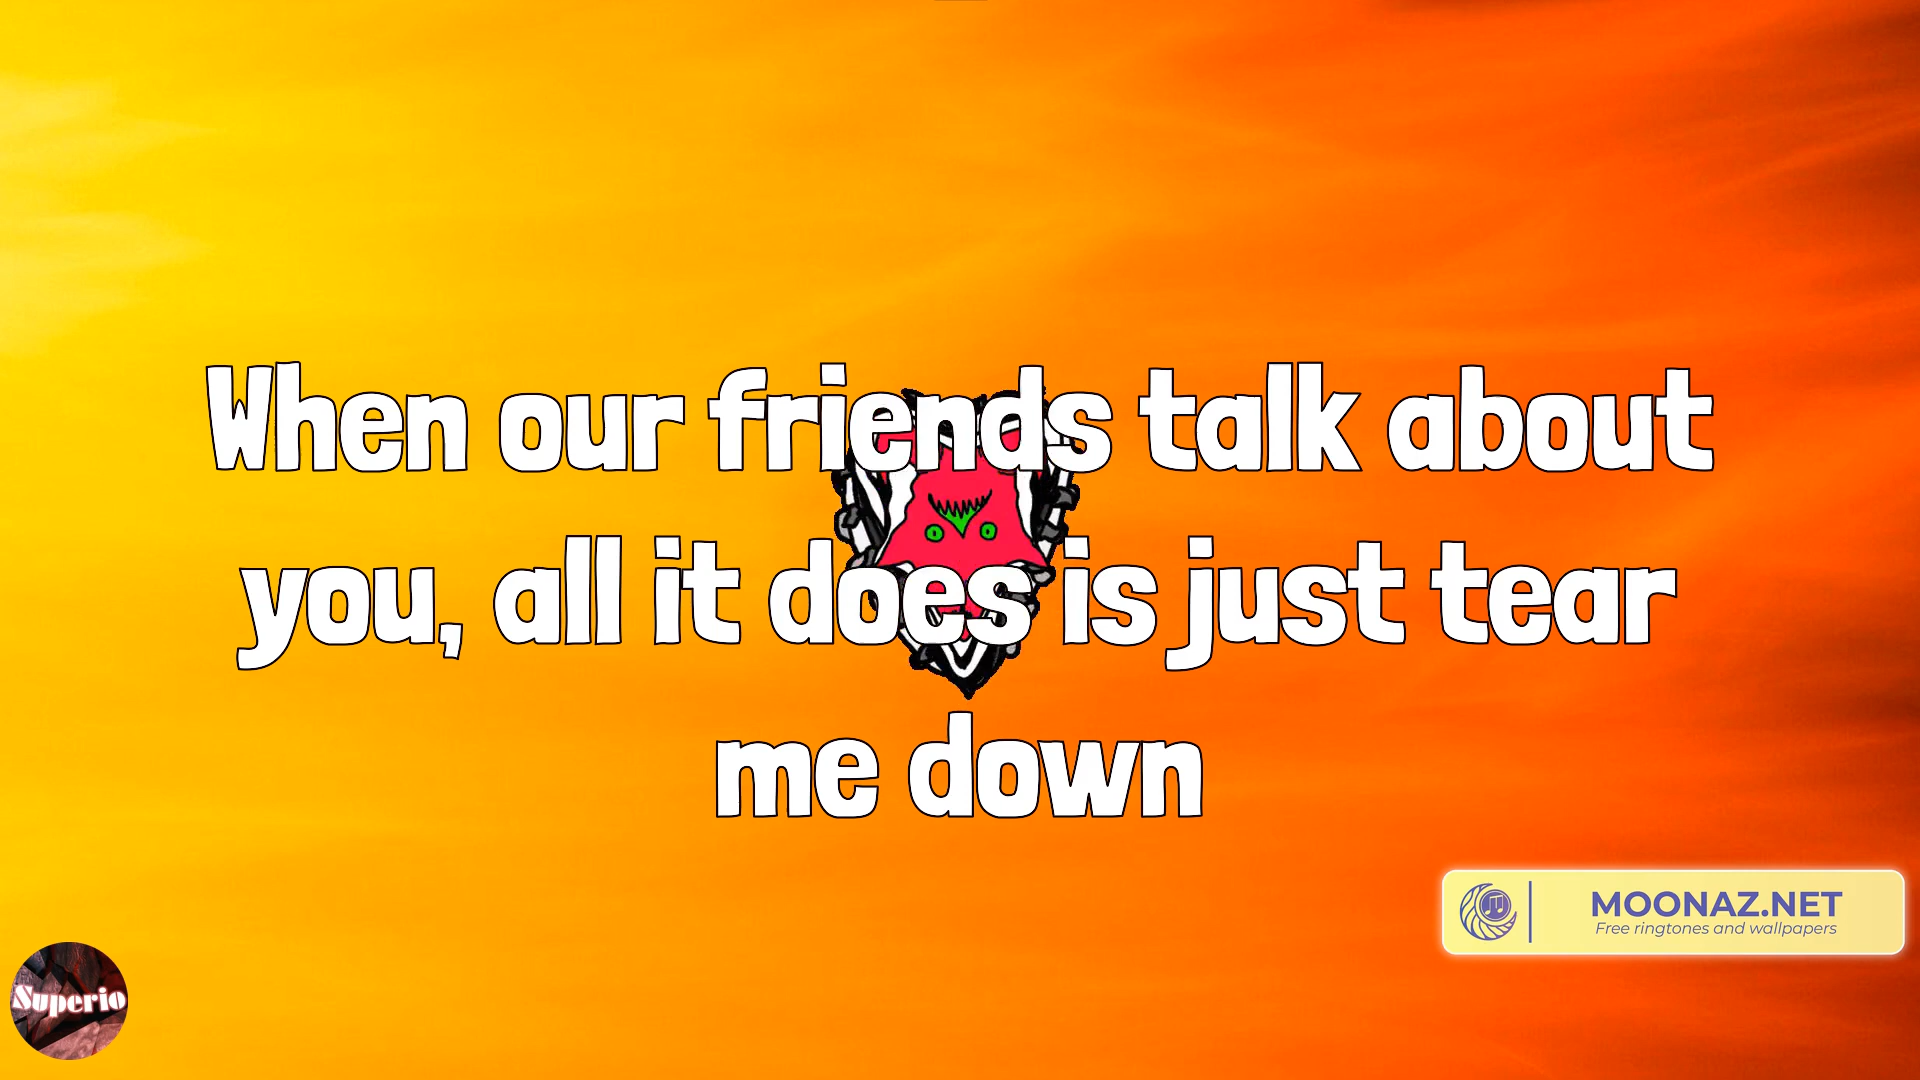 When our friends talk about
you, all it does is just tear
me down
MOONAZ.NET
Free ringtones and wallpapers
Superio